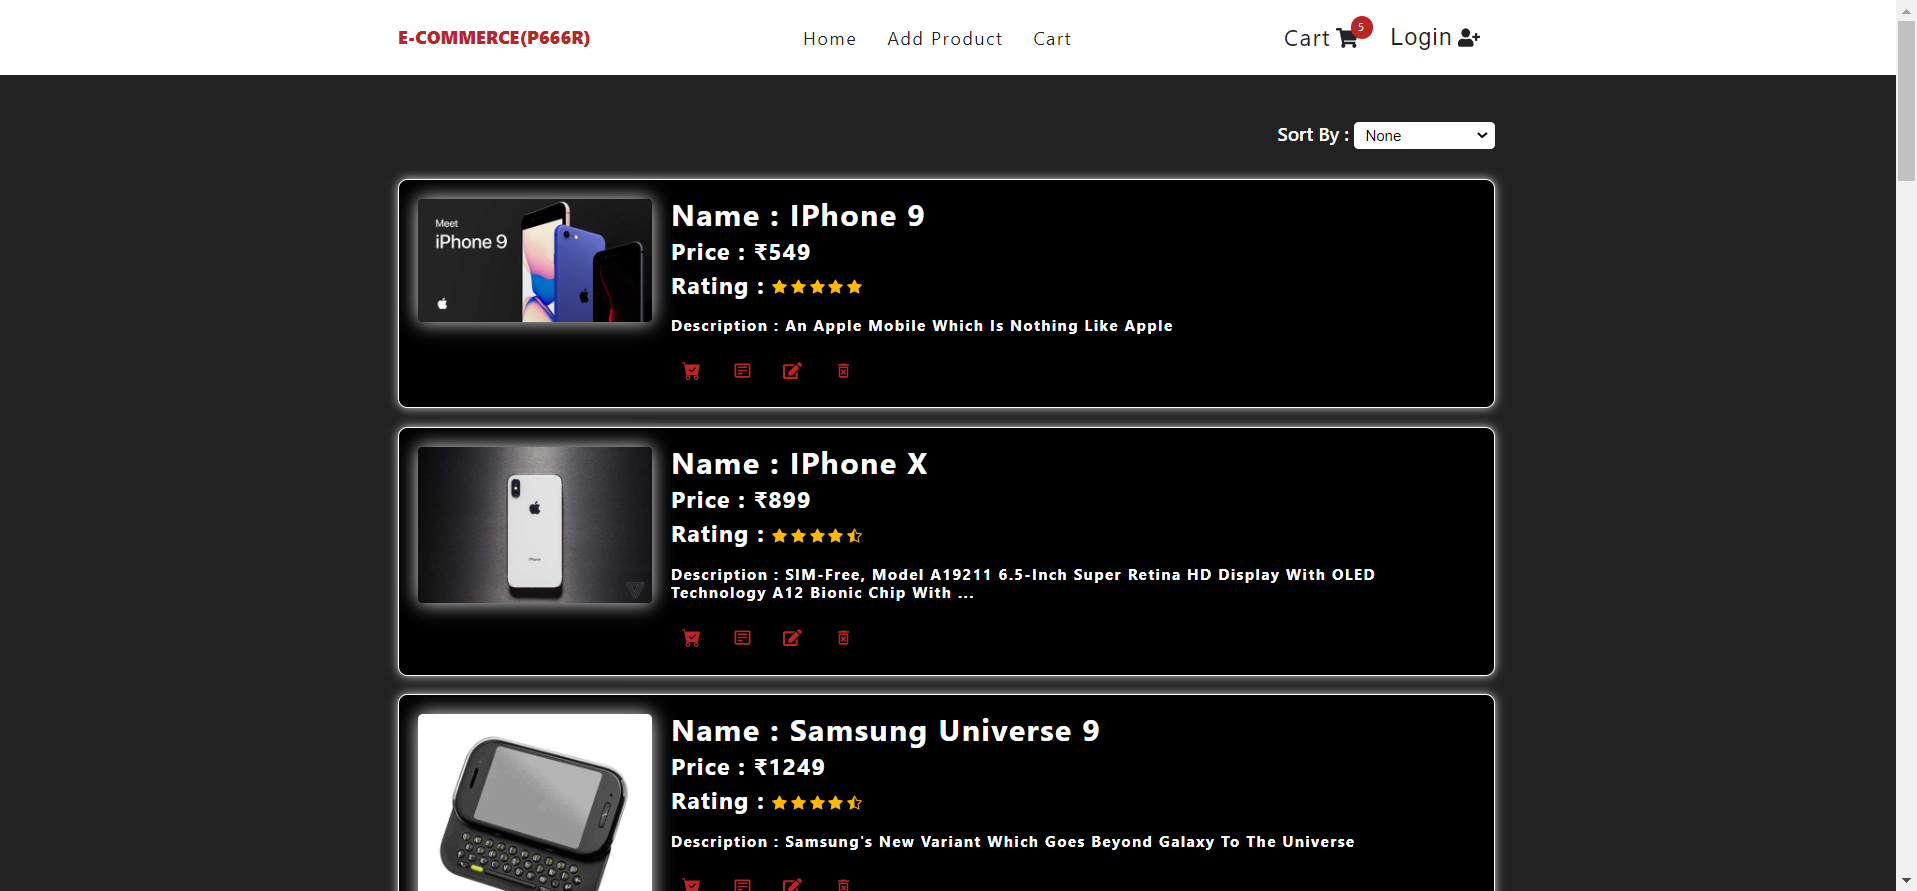 E-COMMERCE(P666R)
Home Add Product Cart
Cart 5 Login
Sort By : None
Meet
iPhone 9
Name : IPhone 9
Price : ₹549
Rating :
Description : An Apple Mobile Which Is Nothing Like Apple
Name : IPhone X
Price : ₹899
Rating :
Description : SIM-Free, Model A19211 6.5-Inch Super Retina HD Display With OLED
Technology A12 Bionic Chip With ...
Name : Samsung Universe 9
Price : ₹1249
Rating :
Description : Samsung's New Variant Which Goes Beyond Galaxy To The Universe